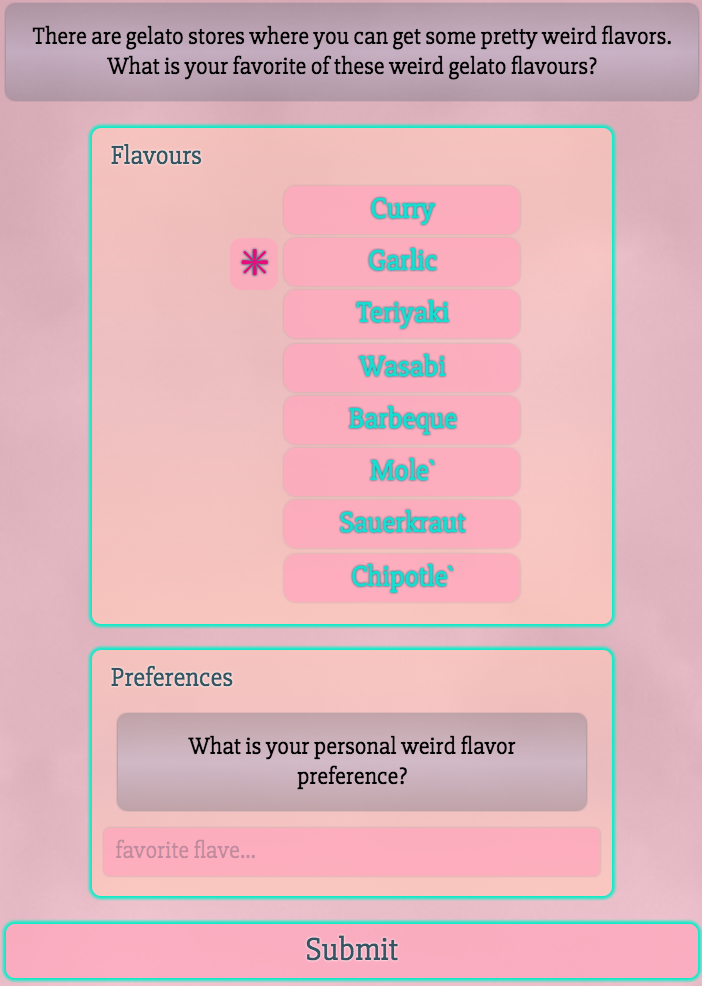 There are gelato stores where you can get some pretty weird flavors.
What is your favorite of these weird gelato flavours?
Flavours
Curry
Garlic
Teriyaki
Wasabi
Barbeque
Mole`
Sauerkraut
Chipotle`
Preferences
What is your personal weird flavor
preference?
favorite flave...
Submit